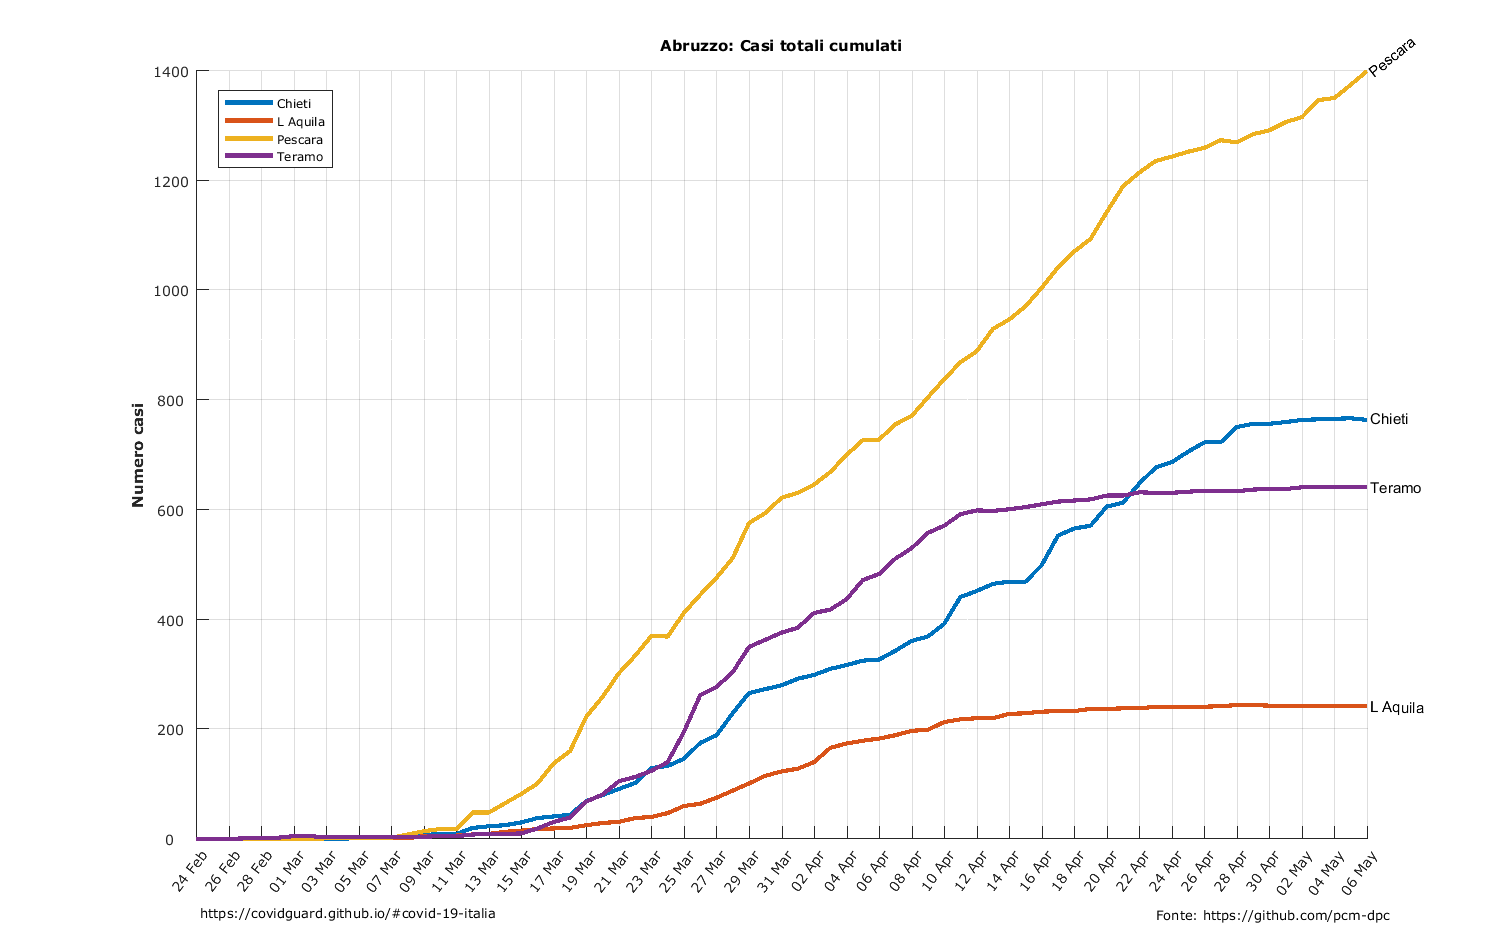 Abruzzo: Casi totali cumulati
Pescara
1400
Chieti
L Aquila
Pescara
Teramo
1200
1000
800
Chieti
Numero casi
Teramo
600
400
L Aquila
200
0
24 Feb
26 Feb
28 Feb
01 Mar
03 Mar
05 Mar
07 Mar
09 Mar
11 Mar
13 Mar
15 Mar
17 Mar
19 Mar
21 Mar
23 Mar
25 Mar
27 Mar
29 Mar
31 Mar
02 Apr
04 Apr
06 Apr
08 Apr
10 Apr
12 Apr
14 Apr
16 Apr
18 Apr
20 Apr
22 Apr
24 Apr
26 Apr
28 Apr
30 Apr
02 May
04 May
06 May
https://covidguard.github.io/#covid-19-italia
Fonte: https://github.com/pcm-dpc